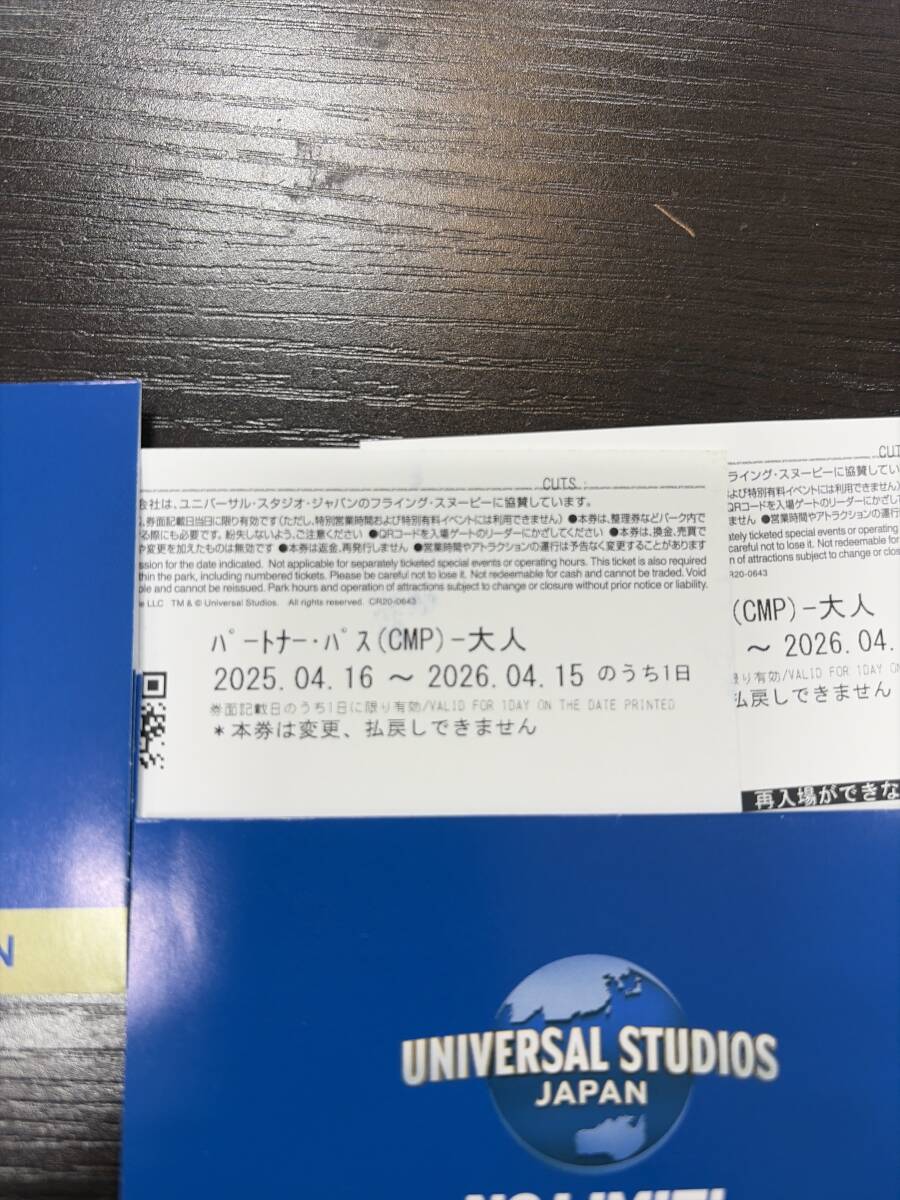 CUTS.:
会社は、ユニバーサル・スタジオ・ジャパンのフライング・スヌーピーに協賛しています。
券面記載日当日に限り有効です(ただし、特別営業時間および特別有料イベントには利用できません) ●本券は、整理券などパーク内で
る際にも必要です。紛失しないよう、ご注意ください ●QRコードを入場ゲートのリーダーにかざしてください ●本券は、換金、売買で
や変更を加えたものは無効です ●本券は返金、再発行しません ●営業時間やアトラクションの運行は予告なく変更することがあります
ssion for the date indicated. Not applicable for separately ticketed special events or operating hours. This ticket is also required
thin the park, including numbered tickets. Please be careful not to lose it. Not redeemable for cash and cannot be traded. Void
ple and cannot be reissued. Park hours and operation of attractions subject to change or closure without prior notice or liability.
e LLC TM & © Universal Studios. All rights reserved. CR20-0643
パートナー・パス(CMP)-大人
2025.04.16 ～ 2026.04.15 のうち1日
券面記載日のうち1日に限り有効/VALID FOR 1DAY ON THE DATE PRINTED
*本券は変更、払戻しできません
CUT
ライング・スヌーピーに協賛してい
よび特別有料イベントには利用できません)
QRコードを入場ゲートのリーダーにかざして
ません ●営業時間やアトラクションの運行
ately ticketed special events or operating
careful not to lose it. Not redeemable for
n of attractions subject to change or clos
R20-0643
(CMP)-大人
～ 2026.04.
限り有効/VALID FOR 1DAY ON
払戻しできません
再入場ができな
N
UNIVERSAL STUDIOS
JAPAN
NO LIMIT!